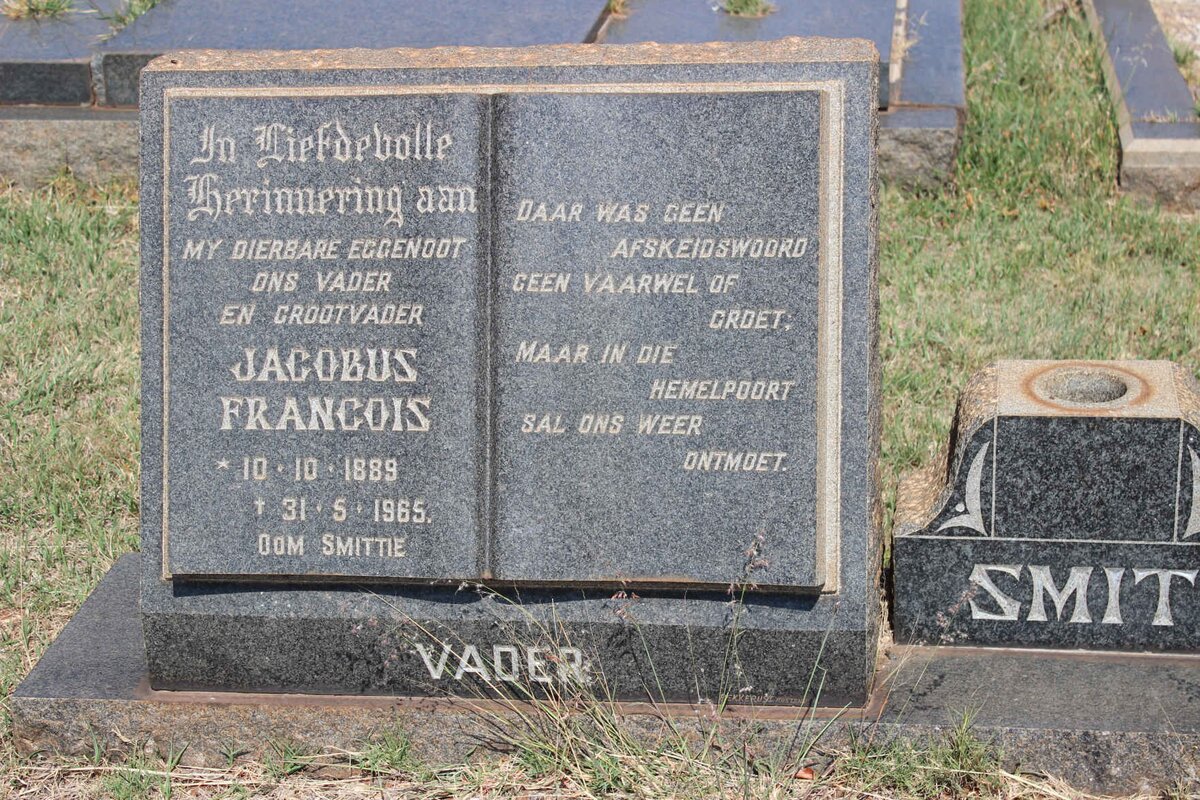 In Liefdevolle
Herinnering aan
MY DIERBARE EGGENOOT
ONS VADER
EN GROOTVADER
JACOBUS
FRANCOIS
* 10 · 10 · 1889
† 31 · 5 · 1965.
OOM SMITTIE
DAAR WAS GEEN
AFSKEIDSWOORD
GEEN VAARWEL OF
GROET;
MAAR IN DIE
HEMELPOORT
SAL ONS WEER
ONTMOET.
VADER
SMIT